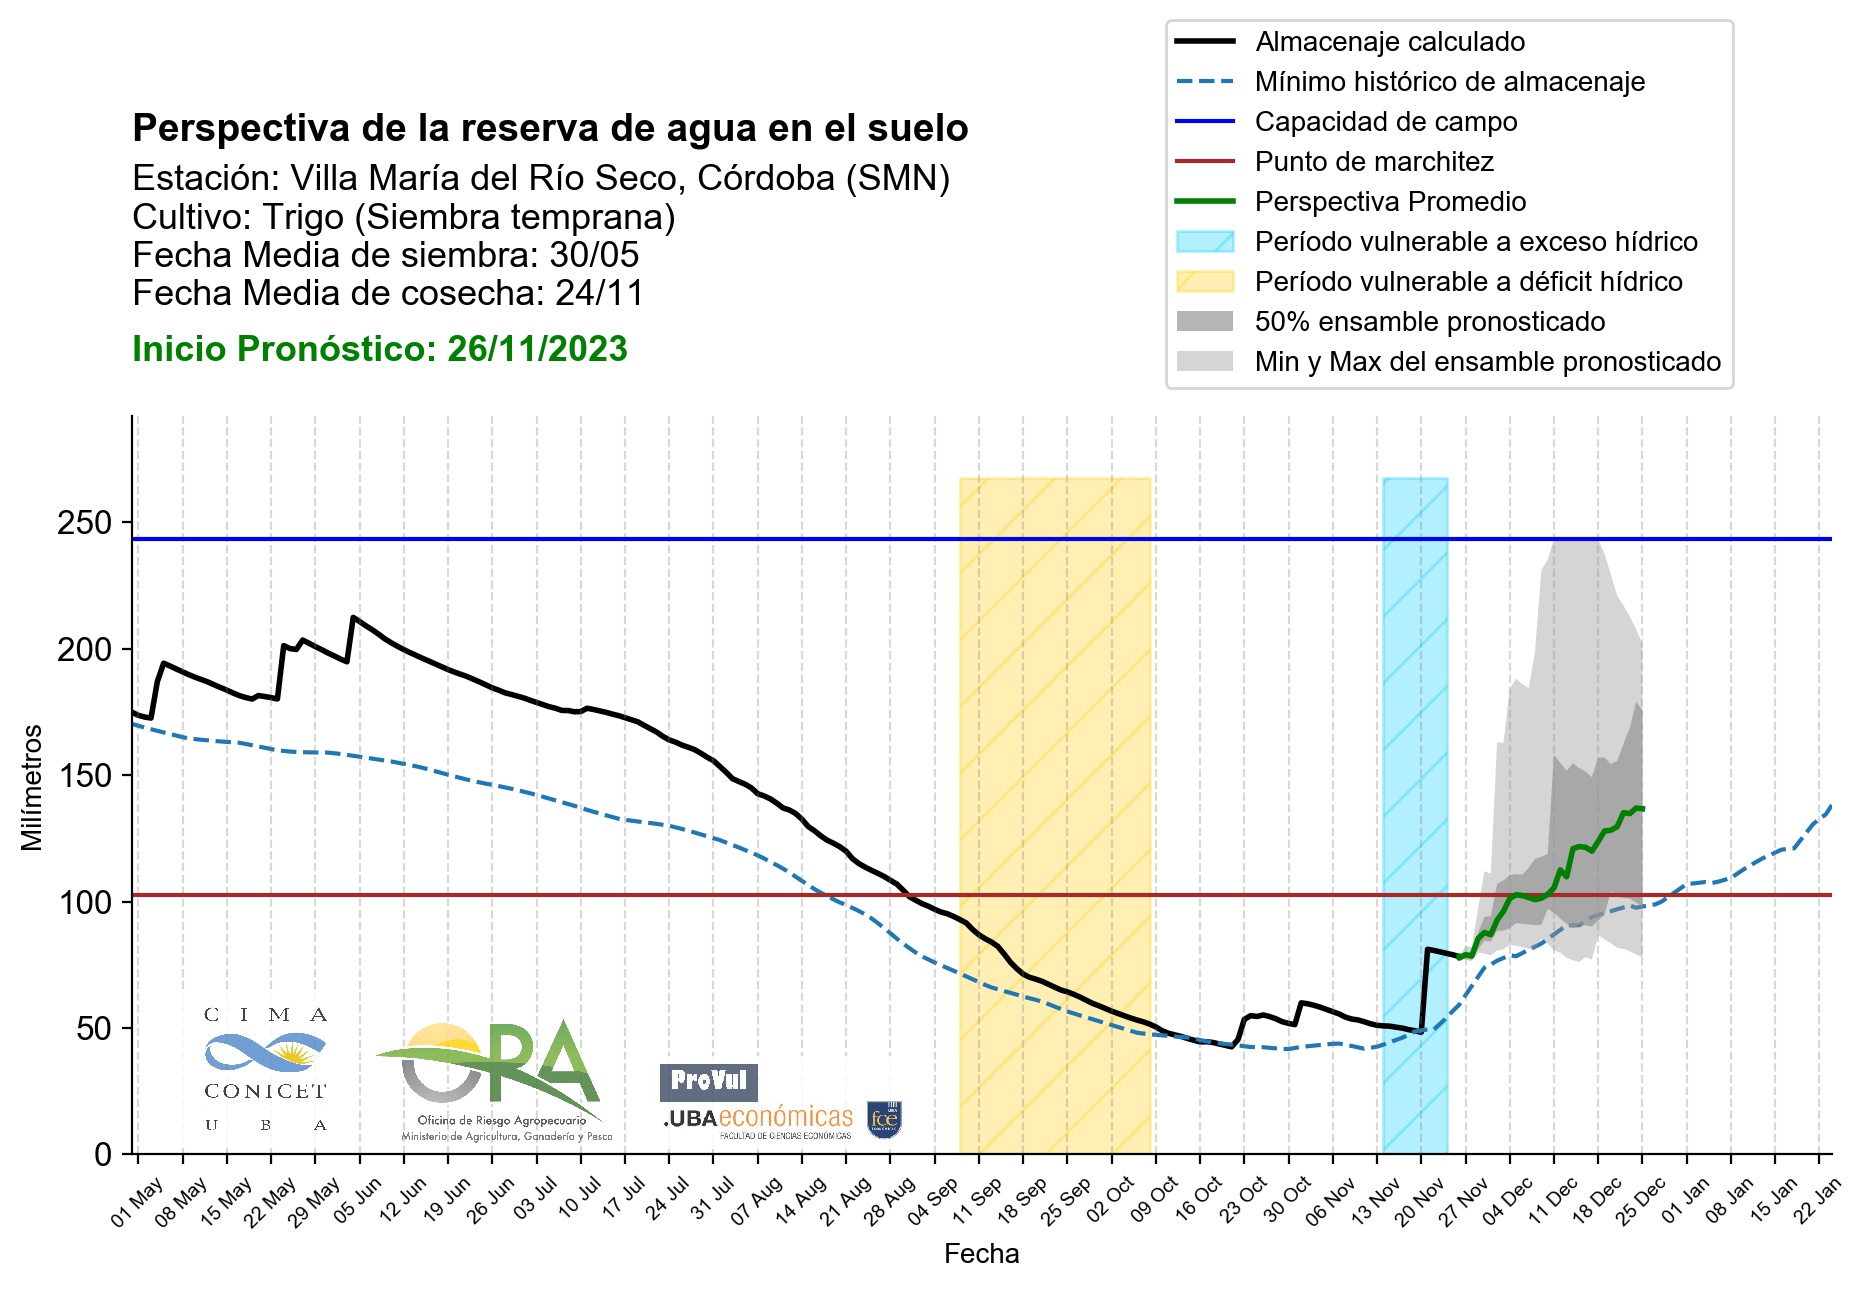 Almacenaje calculado
Mínimo histórico de almacenaje
Capacidad de campo
Punto de marchitez
Perspectiva Promedio
Período vulnerable a exceso hídrico
Período vulnerable a déficit hídrico
50% ensamble pronosticado
Min y Max del ensamble pronosticado
Perspectiva de la reserva de agua en el suelo
Estación: Villa María del Río Seco, Córdoba (SMN)
Cultivo: Trigo (Siembra temprana)
Fecha Media de siembra: 30/05
Fecha Media de cosecha: 24/11
Inicio Pronóstico: 26/11/2023
Milímetros
250
200
150
100
50
0
CIMA
CONICET
UBA
ORA
Oficina de Riesgo Agropecuario
Ministerio de Agricultura, Ganadería y Pesca
ProVul
.UBAeconómicas
FACULTAD DE CIENCIAS ECONÓMICAS
fce
01 May
08 May
15 May
22 May
29 May
05 Jun
12 Jun
19 Jun
26 Jun
03 Jul
10 Jul
17 Jul
24 Jul
31 Jul
07 Aug
14 Aug
21 Aug
28 Aug
04 Sep
11 Sep
18 Sep
25 Sep
02 Oct
09 Oct
16 Oct
23 Oct
30 Oct
06 Nov
13 Nov
20 Nov
27 Nov
04 Dec
11 Dec
18 Dec
25 Dec
01 Jan
08 Jan
15 Jan
22 Jan
Fecha